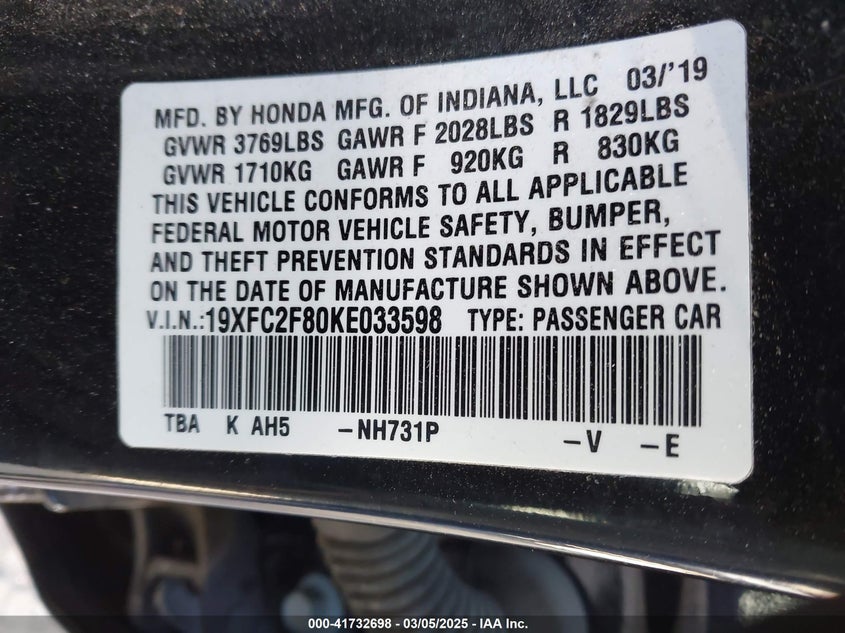 MFD. BY HONDA MFG. OF INDIANA, LLC 03/'19
GVWR 3769LBS GAWR F 2028LBS R 1829LBS
GVWR 1710KG GAWR F 920KG R 830KG
THIS VEHICLE CONFORMS TO ALL APPLICABLE
FEDERAL MOTOR VEHICLE SAFETY, BUMPER,
AND THEFT PREVENTION STANDARDS IN EFFECT
ON THE DATE OF MANUFACTURE SHOWN ABOVE.
V.I.N.:19XFC2F80KE033598 TYPE: PASSENGER CAR
TBA K AH5 -NH731P -V -E
000-41732698 | 03/05/2025 | IAAI.COM